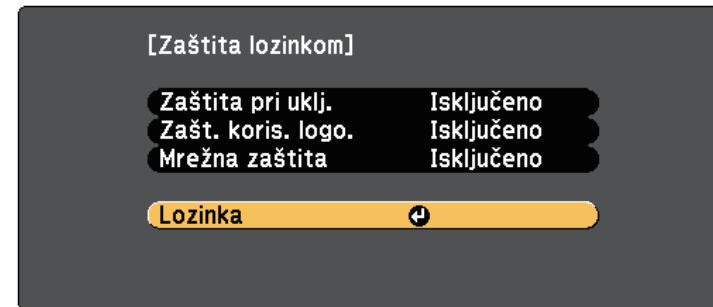 [Zaštita lozinkom]
Zaštita pri uklj. Isključeno
Zašt. koris. logo. Isključeno
Mrežna zaštita Isključeno
Lozinka